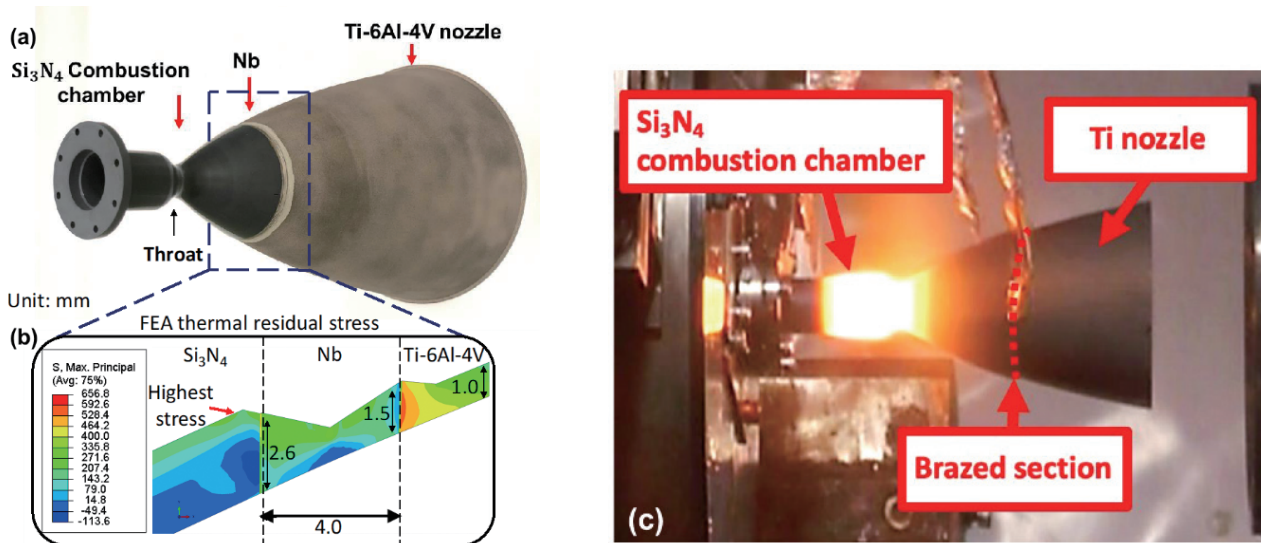 (a)
Ti-6Al-4V nozzle
Si₃N₄ Combustion
chamber
Nb
Throat
Unit: mm
(b)
FEA thermal residual stress
Si₃N₄
Nb
Ti-6Al-4V
S, Max. Principal
(Avg: 75%)
656.8
592.6
528.4
464.2
400.0
335.8
271.6
207.4
143.2
79.0
14.8
-49.4
-113.6
Highest
stress
2.6
1.5
1.0
4.0
Si₃N₄
combustion chamber
Ti nozzle
Brazed section
(c)